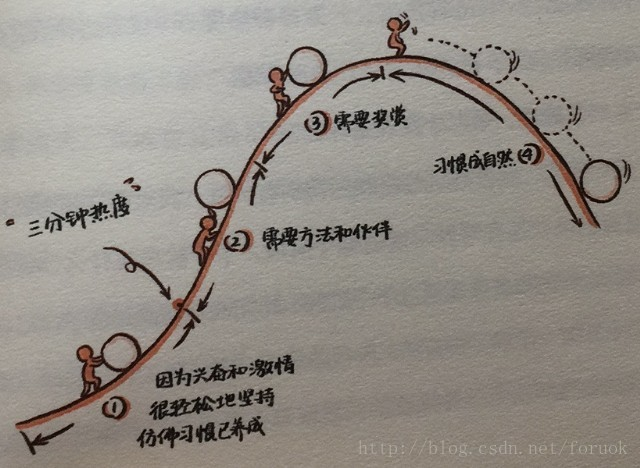 ③需要奖赏
习惯成自然④
"三分钟热度"
②需要方法和伙伴
因为兴奋和激情
①很轻松地坚持
仿佛习惯已养成
http://blog.csdn.net/foruok